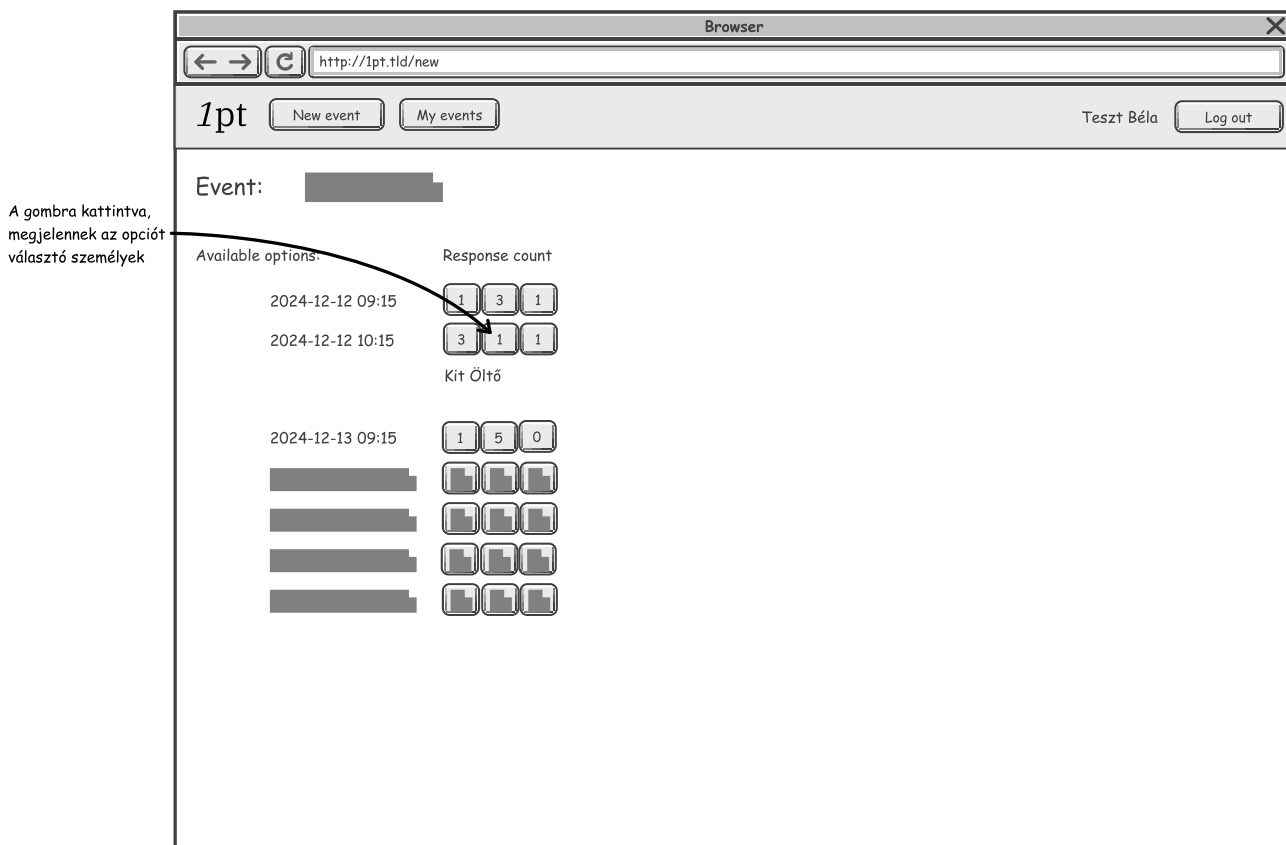 Browser
http://1pt.tld/new
1pt New event My events Teszt Béla Log out
Event:
A gombra kattintva,
megjelennek az opciót
választó személyek
Available options: Response count
2024-12-12 09:15 1 3 1
2024-12-12 10:15 3 1 1
Kit Öltő
2024-12-13 09:15 1 5 0